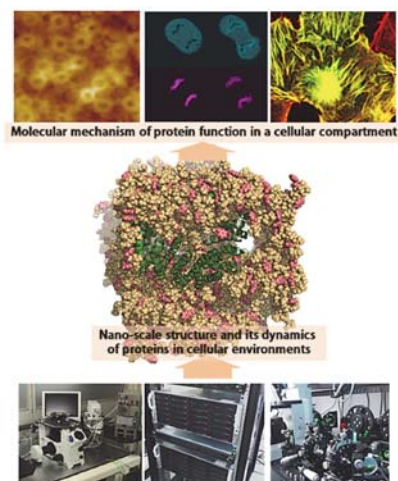 Molecular mechanism of protein function in a cellular compartment
Nano-scale structure and its dynamics
of proteins in cellular environments